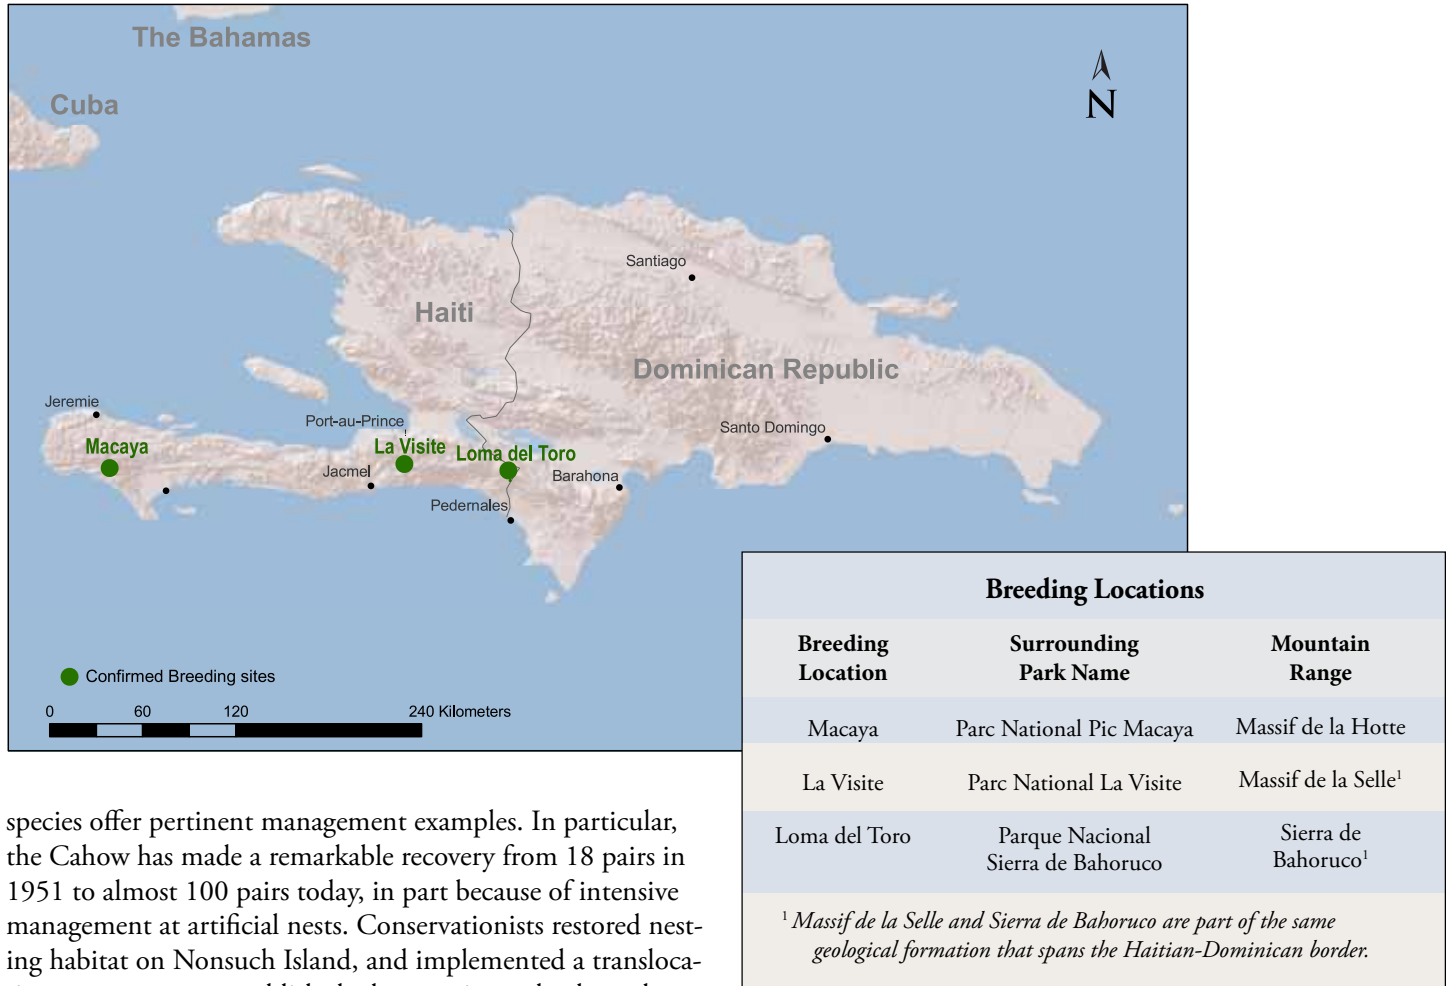 The Bahamas
Cuba
N
Santiago
Haiti
Dominican Republic
Jeremie
Port-au-Prince
Santo Domingo
Macaya
La Visite
Loma del Toro
Jacmel
Barahona
Pedernales
Confirmed Breeding sites
0 60 120 240 Kilometers
Breeding Locations
Breeding Location Surrounding Park Name Mountain Range
Macaya Parc National Pic Macaya Massif de la Hotte
La Visite Parc National La Visite Massif de la Selle¹
Loma del Toro Parque Nacional Sierra de Bahoruco Sierra de Bahoruco¹
¹ Massif de la Selle and Sierra de Bahoruco are part of the same
geological formation that spans the Haitian-Dominican border.
species offer pertinent management examples. In particular,
the Cahow has made a remarkable recovery from 18 pairs in
1951 to almost 100 pairs today, in part because of intensive
management at artificial nests. Conservationists restored nest-
ing habitat on Nonsuch Island, and implemented a transloca-